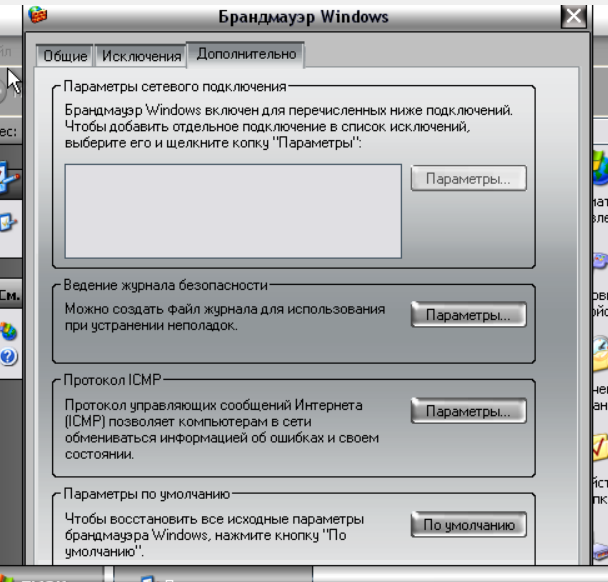 Брандмауэр Windows
Общие Исключения Дополнительно
Параметры сетевого подключения
Брандмауэр Windows включен для перечисленных ниже подключений.
Чтобы добавить отдельное подключение в список исключений,
выберите его и щелкните копку "Параметры":
Параметры...
Ведение журнала безопасности
Можно создать файл журнала для использования
при устранении неполадок.
Параметры...
Протокол ICMP
Протокол управляющих сообщений Интернета
(ICMP) позволяет компьютерам в сети
обмениваться информацией об ошибках и своем
состоянии.
Параметры...
Параметры по умолчанию
Чтобы восстановить все исходные параметры
брандмауэра Windows, нажмите кнопку "По
умолчанию".
По умолчанию
См.